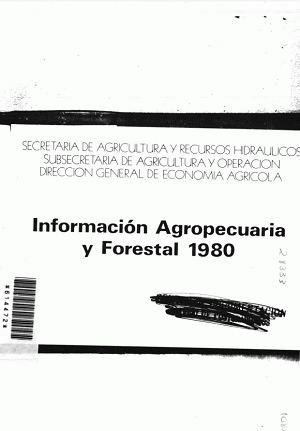 SECRETARIA DE AGRICULTURA Y RECURSOS HIDRAULICOS
SUBSECRETARIA DE AGRICULTURA Y OPERACION
DIRECCION GENERAL DE ECONOMIA AGRICOLA
Información Agropecuaria
y Forestal 1980